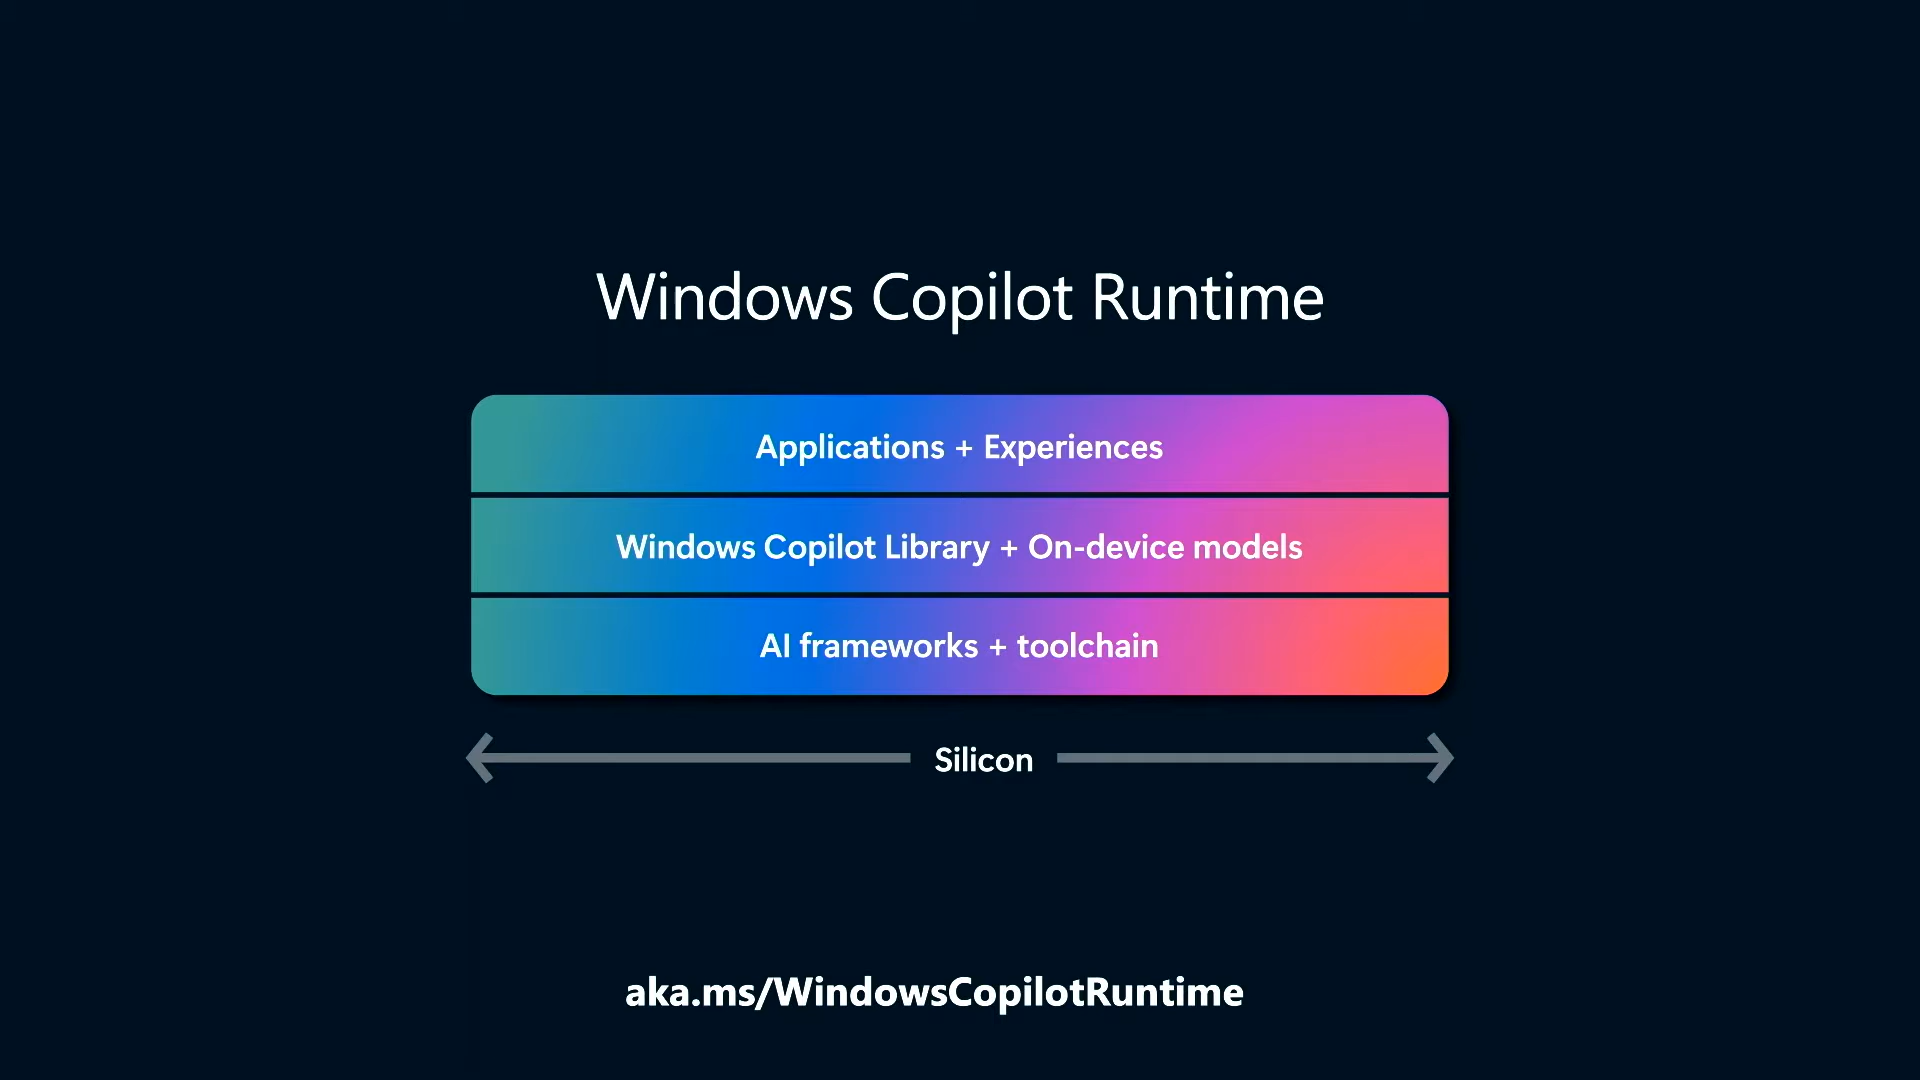 Windows Copilot Runtime
Applications + Experiences
Windows Copilot Library + On-device models
AI frameworks + toolchain
Silicon
aka.ms/WindowsCopilotRuntime